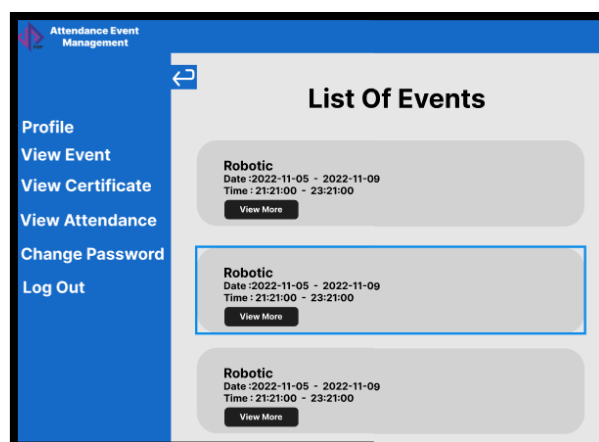 Attendance Event
Management
List Of Events
Profile
View Event
View Certificate
View Attendance
Change Password
Log Out
Robotic
Date :2022-11-05 - 2022-11-09
Time : 21:21:00 - 23:21:00
View More
Robotic
Date :2022-11-05 - 2022-11-09
Time : 21:21:00 - 23:21:00
View More
Robotic
Date :2022-11-05 - 2022-11-09
Time : 21:21:00 - 23:21:00
View More